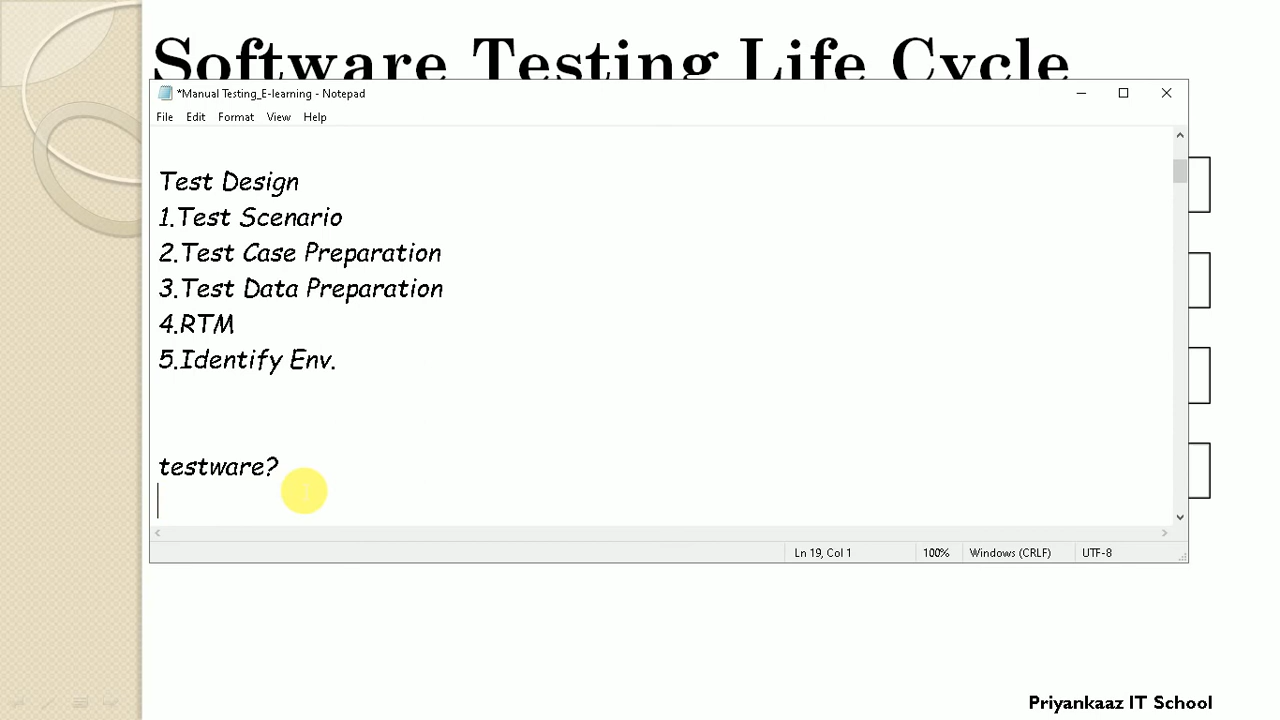 Software Testing Life Cycle
*Manual Testing_E-learning - Notepad
File Edit Format View Help
Test Design
1.Test Scenario
2.Test Case Preparation
3.Test Data Preparation
4.RTM
5.Identify Env.
testware?
Ln 19, Col 1 100% Windows (CRLF) UTF-8
Priyankaaz IT School